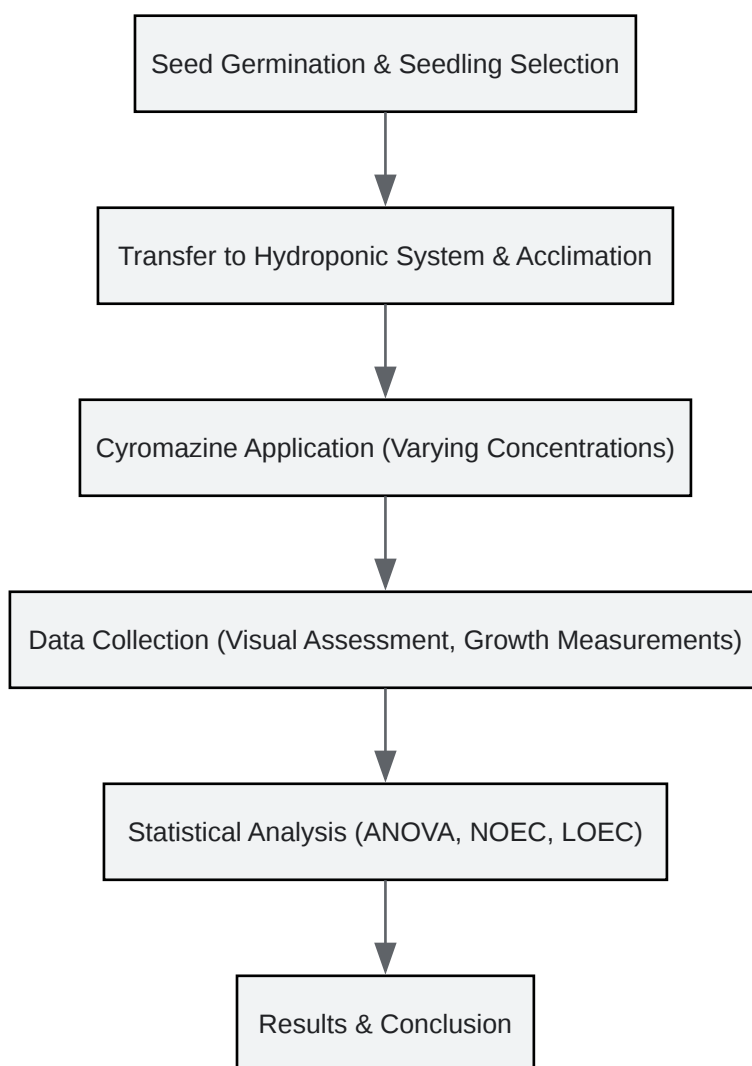 Seed Germination & Seedling Selection
Transfer to Hydroponic System & Acclimation
Cyromazine Application (Varying Concentrations)
Data Collection (Visual Assessment, Growth Measurements)
Statistical Analysis (ANOVA, NOEC, LOEC)
Results & Conclusion